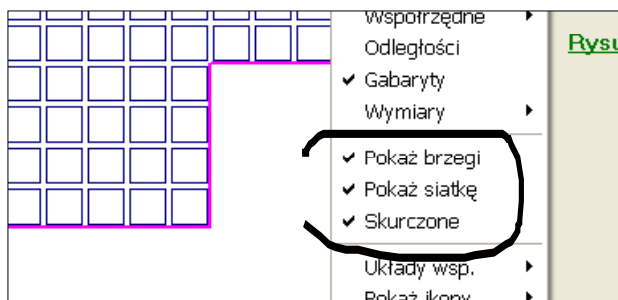 Współrzędne
Odległości
Rysu
Gabaryty
Wymiary
Pokaż brzegi
Pokaż siatkę
Skurczone
Układy wsp.
Pokaż ikony